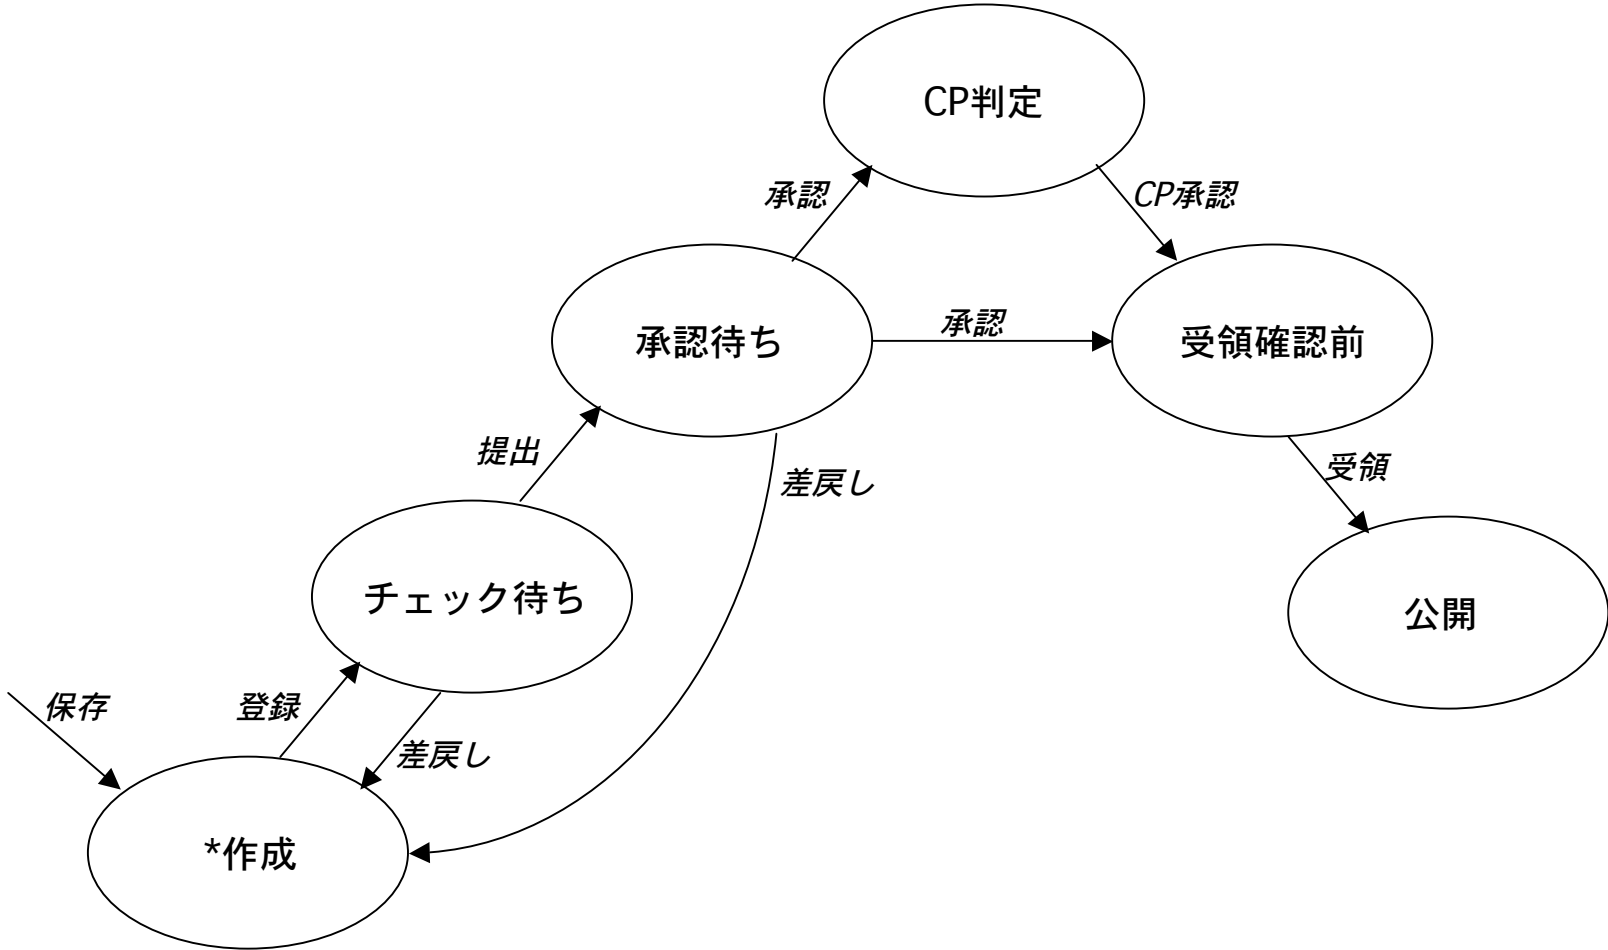 CP判定
承認
CP承認
承認待ち
承認
受領確認前
提出
差戻し
受領
チェック待ち
公開
保存
登録
差戻し
*作成